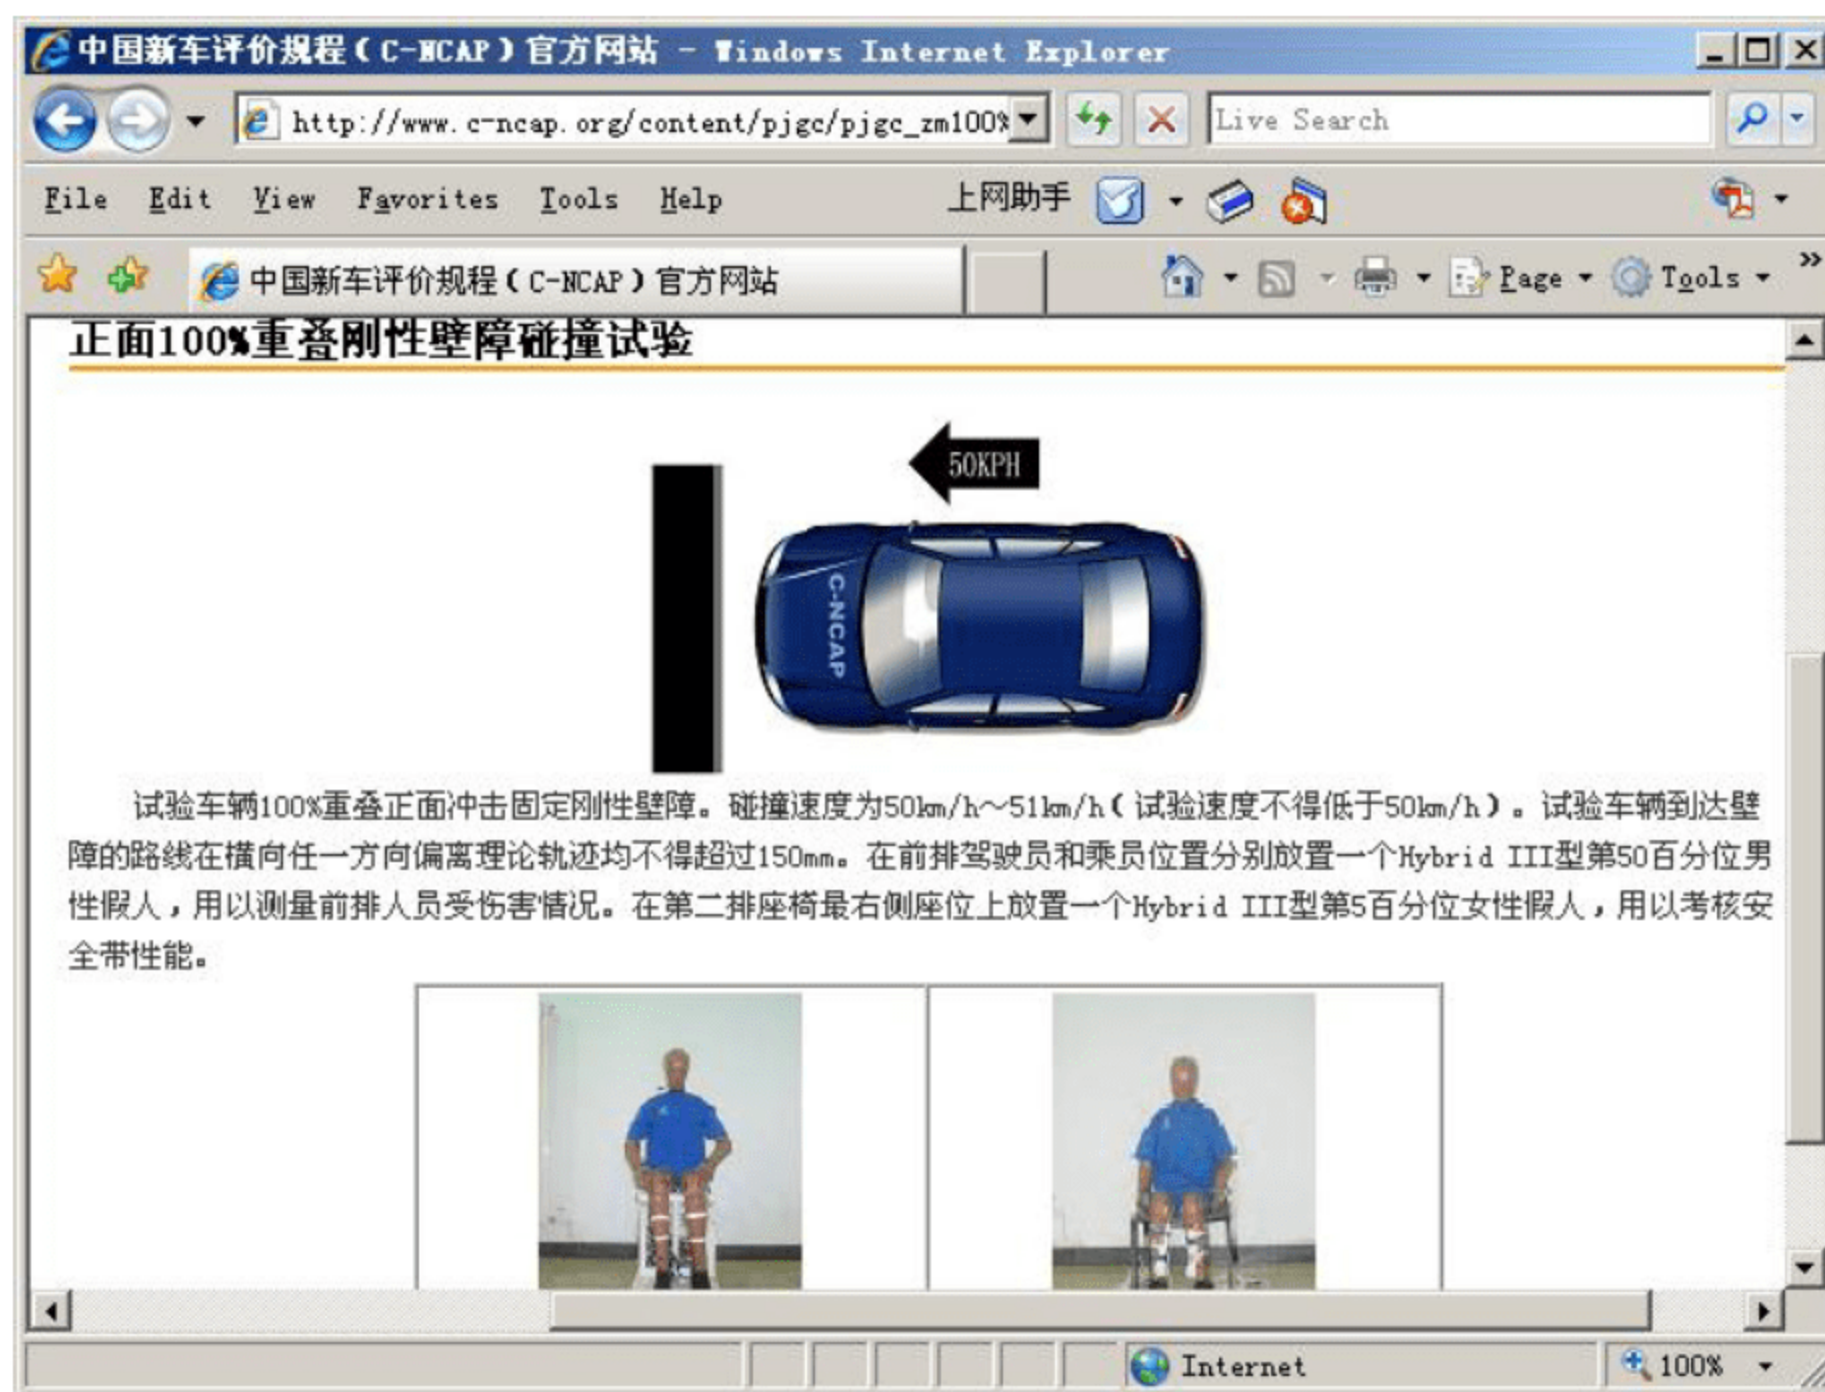 中国新车评价规程(C-NCAP)官方网站 - Windows Internet Explorer
http://www.c-ncap.org/content/pjgc/pjgc_zm100%
Live Search
File Edit View Favorites Tools Help 上网助手
中国新车评价规程(C-NCAP)官方网站 Page Tools
正面100%重叠刚性壁障碰撞试验
50KPH
C-NCAP
试验车辆100%重叠正面冲击固定刚性壁障。碰撞速度为50km/h～51km/h(试验速度不得低于50km/h)。试验车辆到达壁
障的路线在横向任一方向偏离理论轨迹均不得超过150mm。在前排驾驶员和乘员位置分别放置一个Hybrid III型第50百分位男
性假人,用以测量前排人员受伤害情况。在第二排座椅最右侧座位上放置一个Hybrid III型第5百分位女性假人,用以考核安
全带性能。
Internet 100%